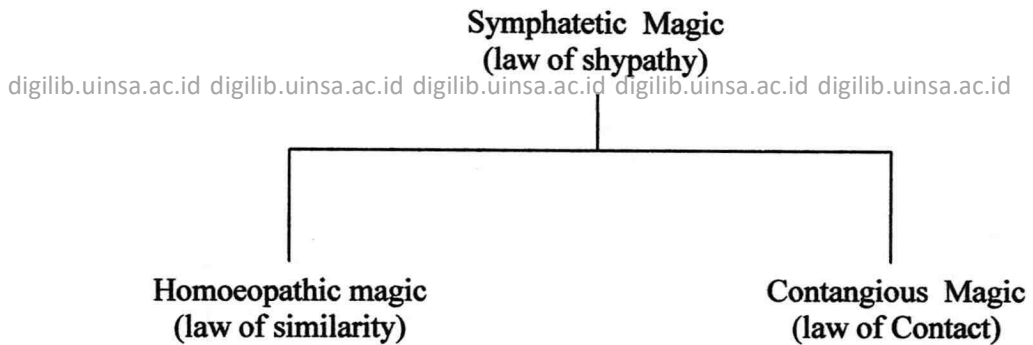 Symphatetic Magic
(law of shypathy)
digilib.uinsa.ac.id digilib.uinsa.ac.id digilib.uinsa.ac.id digilib.uinsa.ac.id digilib.uinsa.ac.id
Homoeopathic magic
(law of similarity)
Contangious Magic
(law of Contact)